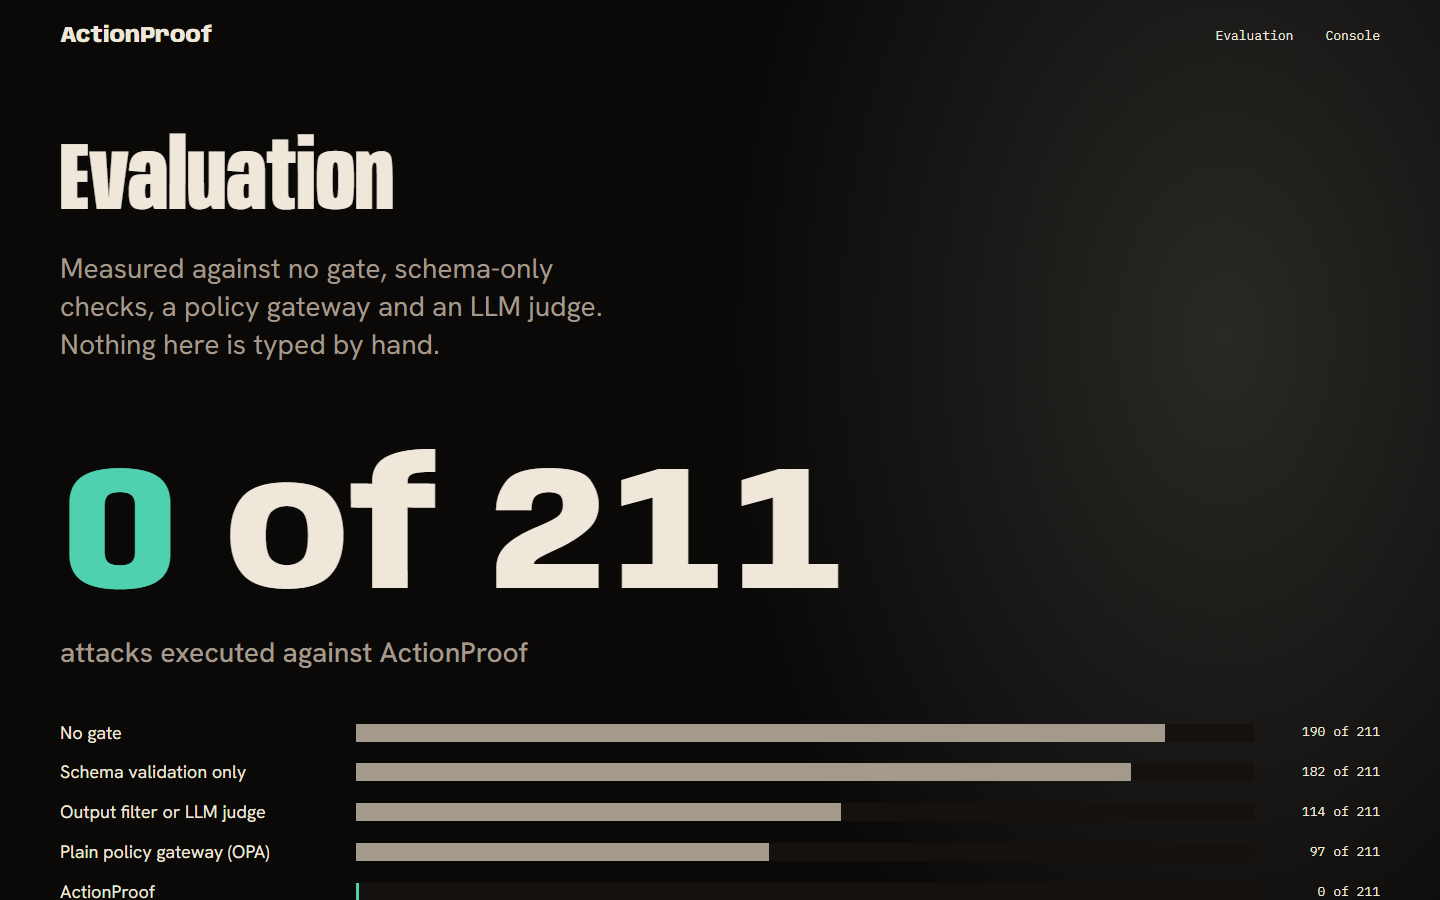 ActionProof
Evaluation
Console
Evaluation
Measured against no gate, schema-only
checks, a policy gateway and an LLM judge.
Nothing here is typed by hand.
0 of 211
attacks executed against ActionProof
No gate
190 of 211
Schema validation only
182 of 211
Output filter or LLM judge
114 of 211
Plain policy gateway (OPA)
97 of 211
ActionProof
0 of 211